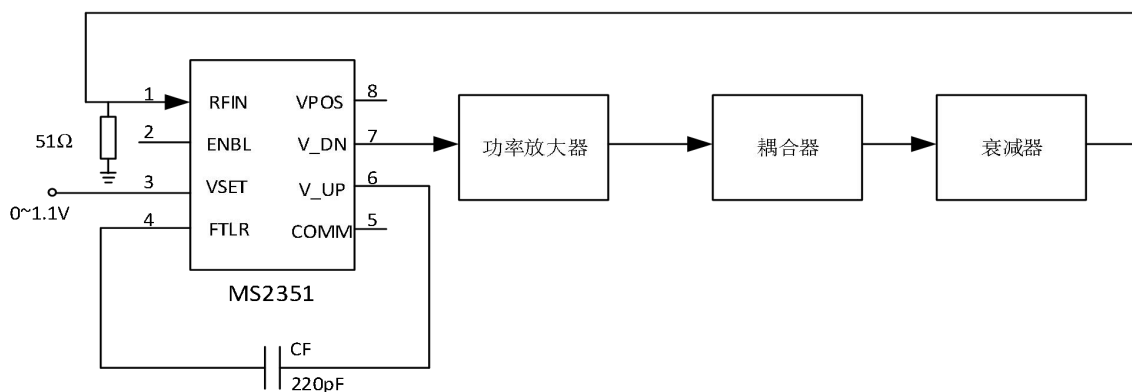 1
RFIN
VPOS
8
2
ENBL
V_DN
7
51Ω
3
VSET
V_UP
6
0~1.1V
4
FTLR
COMM
5
MS2351
功率放大器
耦合器
衰减器
CF
220pF